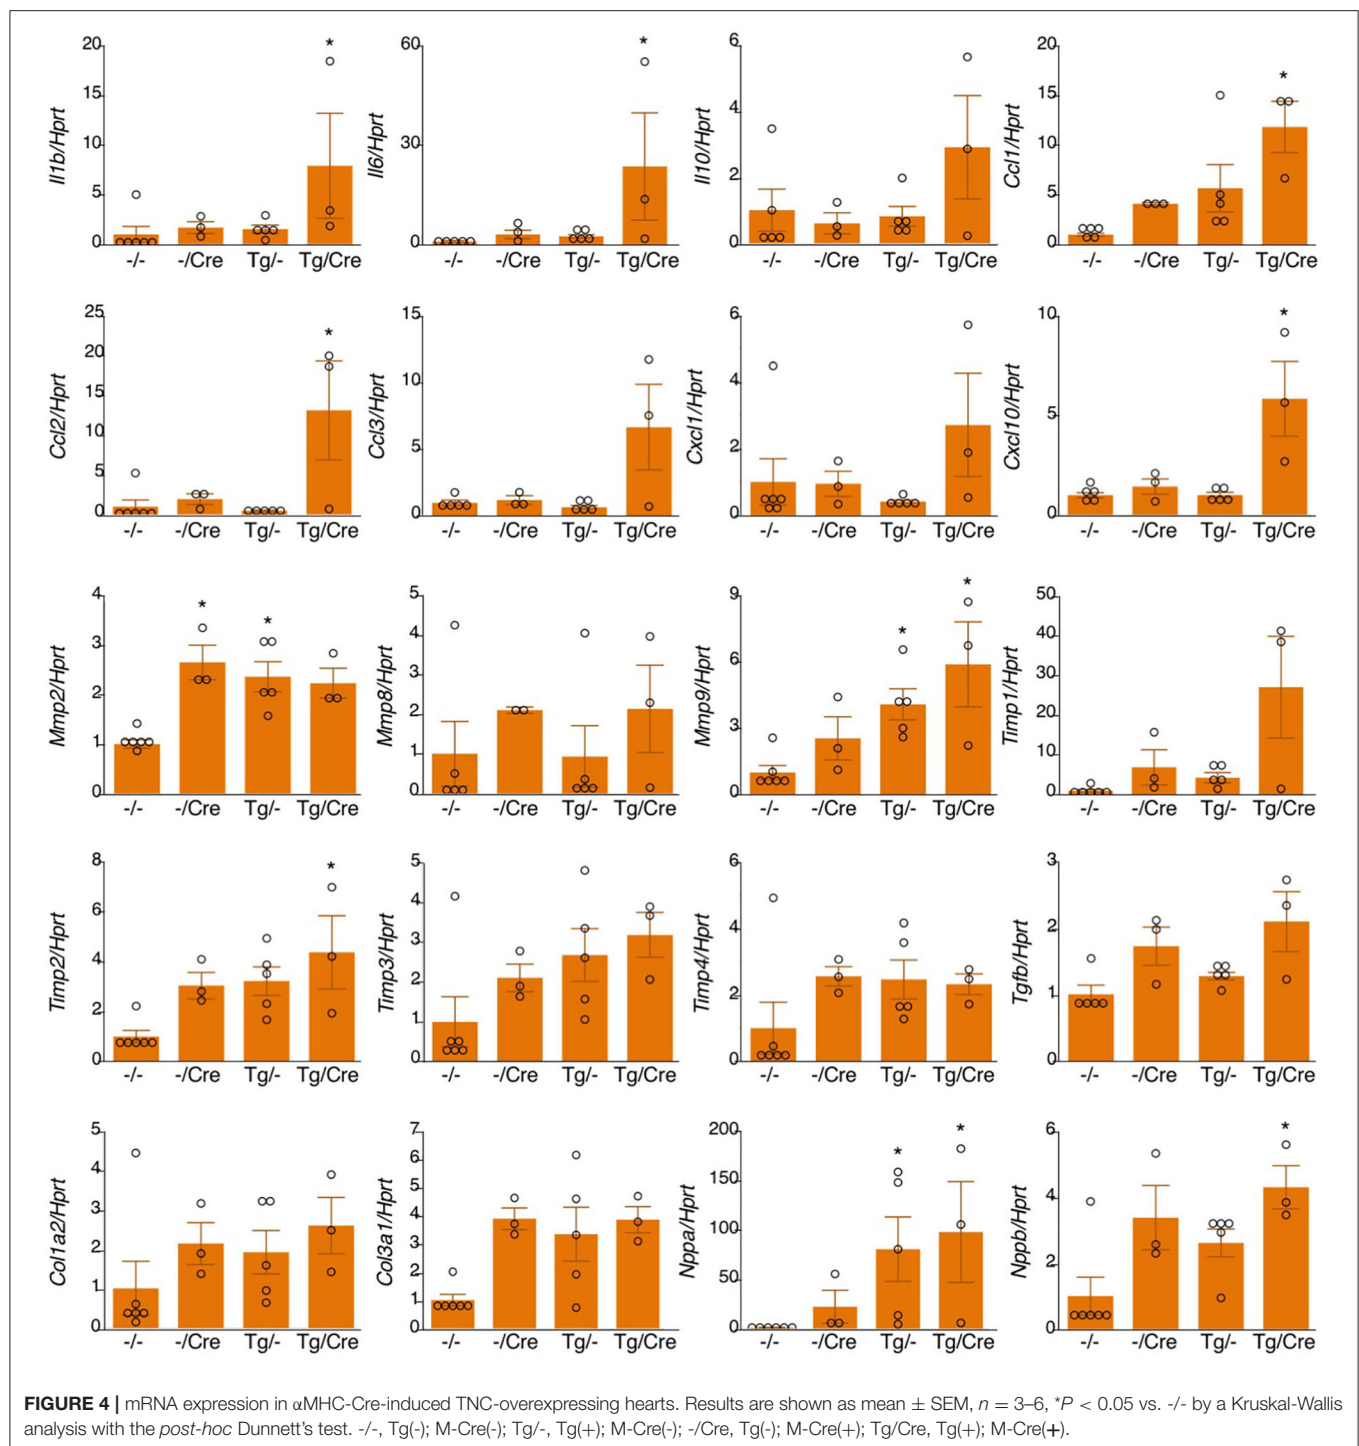 20 15 10 5 0 Il1b/Hprt * -/- -/Cre Tg/- Tg/Cre
60 30 0 Il6/Hprt * -/- -/Cre Tg/- Tg/Cre
6 4 2 0 Il10/Hprt -/- -/Cre Tg/- Tg/Cre
20 15 10 5 0 Ccl1/Hprt * -/- -/Cre Tg/- Tg/Cre
25 20 15 10 5 0 Ccl2/Hprt * -/- -/Cre Tg/- Tg/Cre
15 10 5 0 Ccl3/Hprt -/- -/Cre Tg/- Tg/Cre
6 4 2 0 Cxcl1/Hprt -/- -/Cre Tg/- Tg/Cre
10 5 0 Cxcl10/Hprt * -/- -/Cre Tg/- Tg/Cre
4 3 2 1 0 Mmp2/Hprt * * -/- -/Cre Tg/- Tg/Cre
5 4 3 2 1 0 Mmp8/Hprt -/- -/Cre Tg/- Tg/Cre
9 6 3 0 Mmp9/Hprt * * -/- -/Cre Tg/- Tg/Cre
50 40 30 20 10 0 Timp1/Hprt -/- -/Cre Tg/- Tg/Cre
8 6 4 2 0 Timp2/Hprt * -/- -/Cre Tg/- Tg/Cre
5 4 3 2 1 0 Timp3/Hprt -/- -/Cre Tg/- Tg/Cre
6 4 2 0 Timp4/Hprt -/- -/Cre Tg/- Tg/Cre
3 2 1 0 Tgfb/Hprt -/- -/Cre Tg/- Tg/Cre
5 4 3 2 1 0 Col1a2/Hprt -/- -/Cre Tg/- Tg/Cre
7 6 5 4 3 2 1 0 Col3a1/Hprt -/- -/Cre Tg/- Tg/Cre
200 150 100 50 0 Nppa/Hprt * * -/- -/Cre Tg/- Tg/Cre
6 4 2 0 Nppb/Hprt * -/- -/Cre Tg/- Tg/Cre
FIGURE 4 | mRNA expression in αMHC-Cre-induced TNC-overexpressing hearts. Results are shown as mean ± SEM, n = 3–6, *P < 0.05 vs. -/- by a Kruskal-Wallis
analysis with the post-hoc Dunnett's test. -/-, Tg(-); M-Cre(-); Tg/-, Tg(+); M-Cre(-); -/Cre, Tg(-); M-Cre(+); Tg/Cre, Tg(+); M-Cre(+).